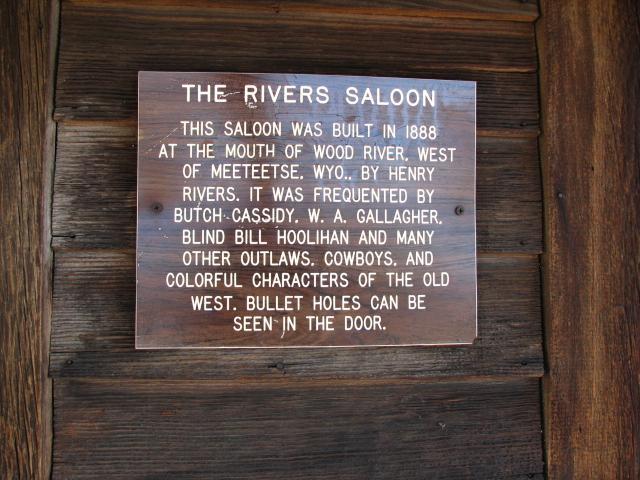 THE RIVERS SALOON
THIS SALOON WAS BUILT IN 1888
AT THE MOUTH OF WOOD RIVER, WEST
OF MEETEETSE, WYO., BY HENRY
RIVERS. IT WAS FREQUENTED BY
BUTCH CASSIDY, W. A. GALLAGHER,
BLIND BILL HOOLIHAN AND MANY
OTHER OUTLAWS, COWBOYS, AND
COLORFUL CHARACTERS OF THE OLD
WEST. BULLET HOLES CAN BE
SEEN IN THE DOOR.